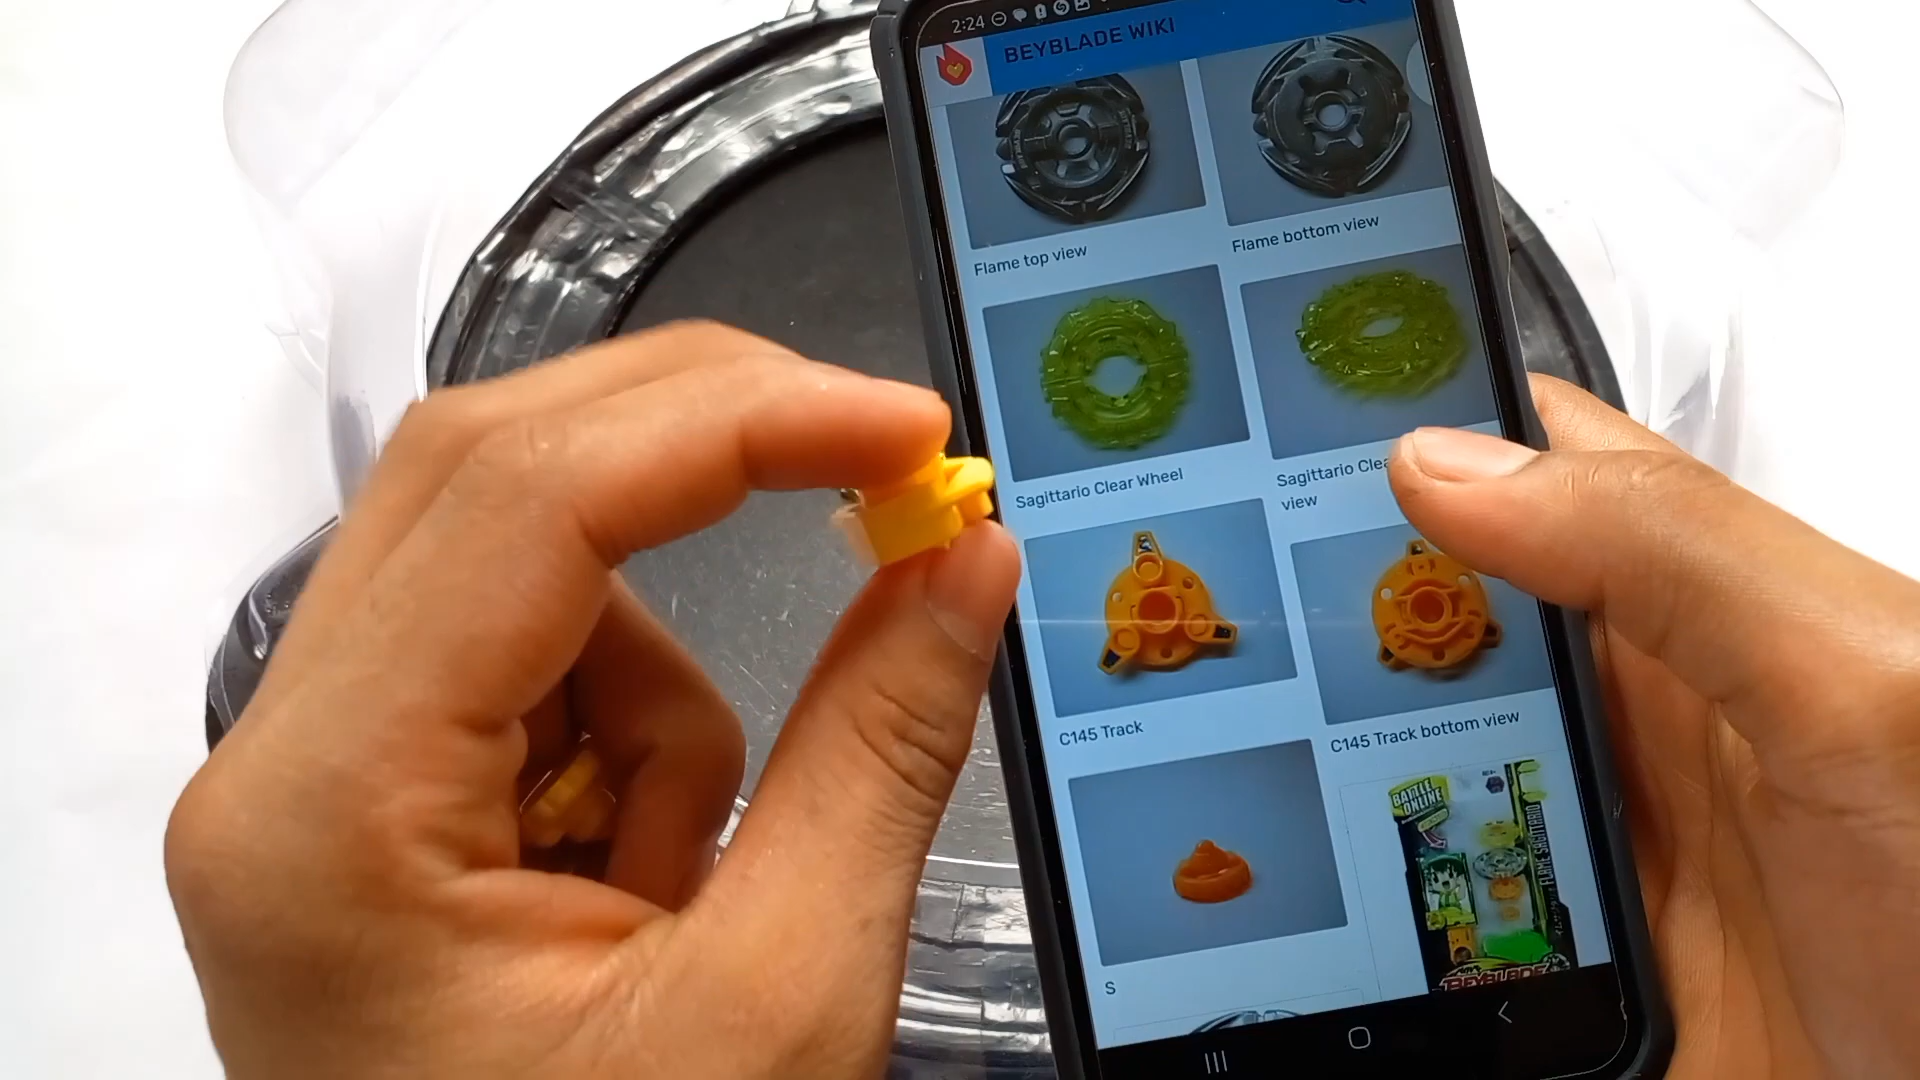 2:24
BEYBLADE WIKI
Flame top view
Flame bottom view
Sagittario Clear Wheel
Sagittario Clea
view
C145 Track
C145 Track bottom view
BATTLE
ONLINE
FLAME SAGITTARIO
BEYBLADE
S